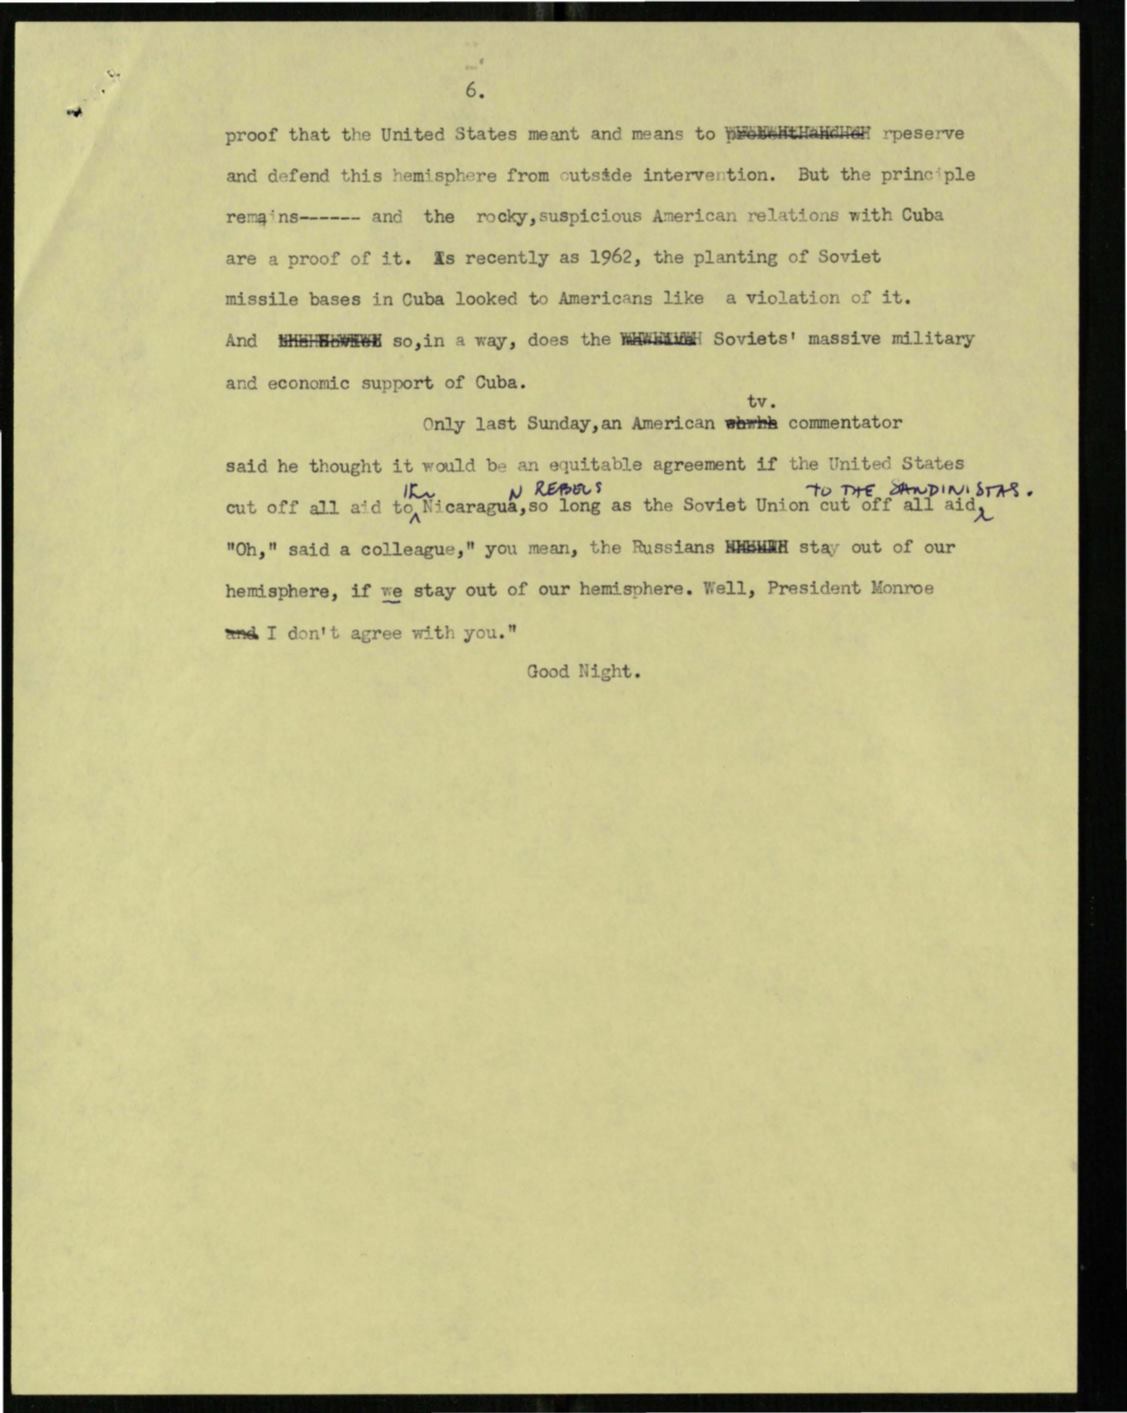 6.
proof that the United States meant and means to rpeserve
and defend this hemisphere from outside intervention. But the principle
remains------ and the rocky,suspicious American relations with Cuba
are a proof of it. As recently as 1962, the planting of Soviet
missile bases in Cuba looked to Americans like a violation of it.
And so,in a way, does the Soviets' massive military
and economic support of Cuba.
tv.
Only last Sunday,an American commentator
said he thought it would be an equitable agreement if the United States
the N REBELS TO THE SANDINISTAS.
cut off all aid to Nicaragua,so long as the Soviet Union cut off all aid,
"Oh," said a colleague," you mean, the Russians stay out of our
hemisphere, if we stay out of our hemisphere. Well, President Monroe
and I don't agree with you."
Good Night.